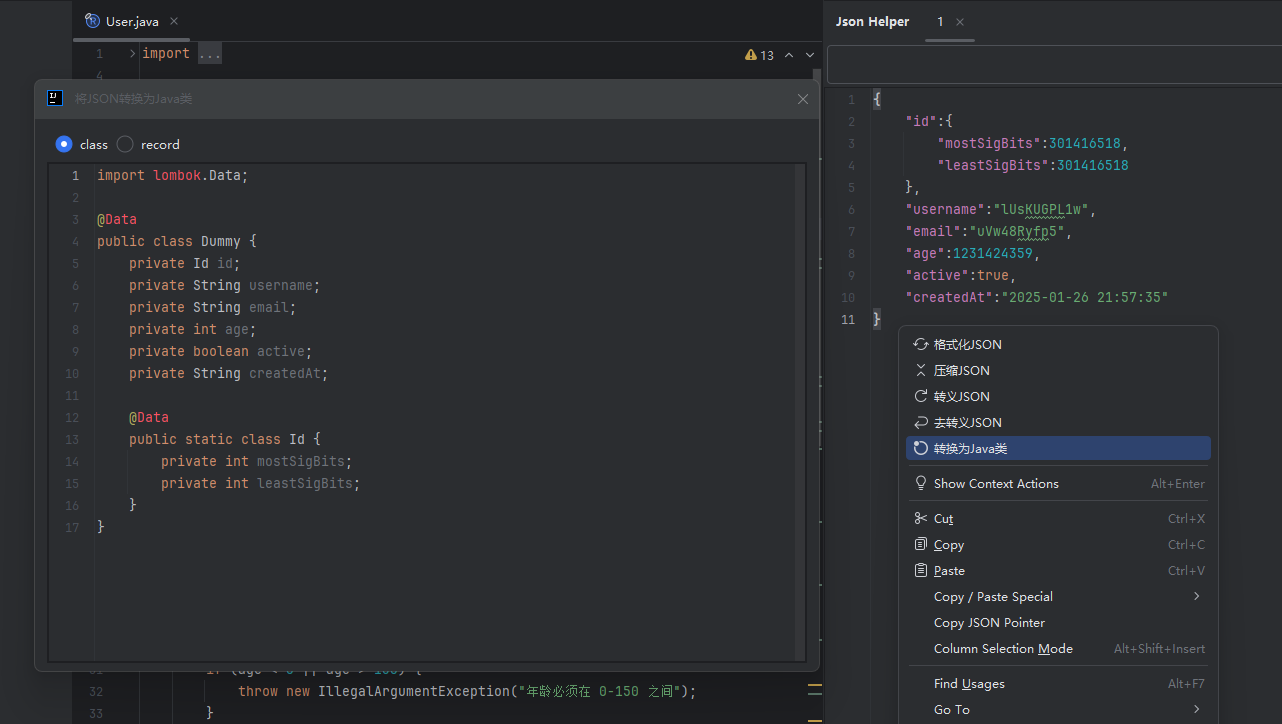 User.java
Json Helper
1
1 import ...
13
4
将JSON转换为Java类
class record
1 import lombok.Data;
2
3 @Data
4 public class Dummy {
5 private Id id;
6 private String username;
7 private String email;
8 private int age;
9 private boolean active;
10 private String createdAt;
11
12 @Data
13 public static class Id {
14 private int mostSigBits;
15 private int leastSigBits;
16 }
17 }
32 throw new IllegalArgumentException("年龄必须在 0-150 之间");
33 }
1 {
2 "id":{
3 "mostSigBits":301416518,
4 "leastSigBits":301416518
5 },
6 "username":"lUsKUGPL1w",
7 "email":"uVw48Ryfp5",
8 "age":1231424359,
9 "active":true,
10 "createdAt":"2025-01-26 21:57:35"
11 }
格式化JSON
压缩JSON
转义JSON
去转义JSON
转换为Java类
Show Context Actions Alt+Enter
Cut Ctrl+X
Copy Ctrl+C
Paste Ctrl+V
Copy / Paste Special
Copy JSON Pointer
Column Selection Mode Alt+Shift+Insert
Find Usages Alt+F7
Go To